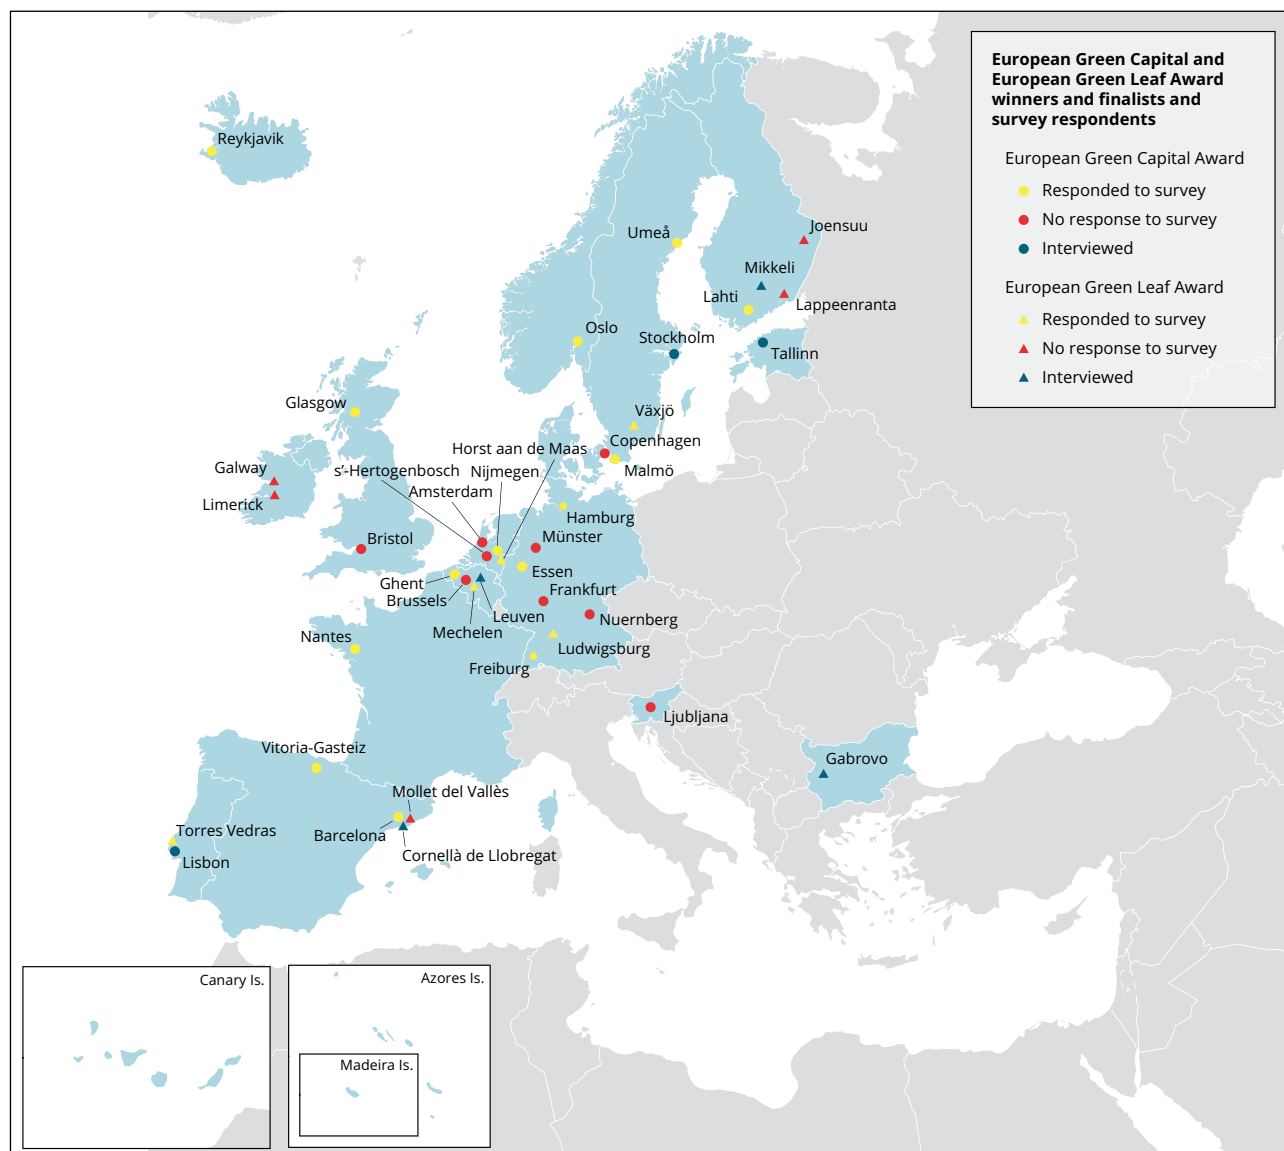 European Green Capital and
European Green Leaf Award
winners and finalists and
survey respondents
European Green Capital Award
Responded to survey
No response to survey
Interviewed
European Green Leaf Award
Responded to survey
No response to survey
Interviewed
Reykjavik
Umeå
Joensuu
Mikkeli
Lahti
Lappeenranta
Oslo
Stockholm
Tallinn
Glasgow
Växjö
Copenhagen
Horst aan de Maas
Malmö
Galway
s'-Hertogenbosch
Nijmegen
Amsterdam
Limerick
Hamburg
Bristol
Münster
Essen
Ghent
Frankfurt
Brussels
Leuven
Nuernberg
Mechelen
Nantes
Ludwigsburg
Freiburg
Ljubljana
Vitoria-Gasteiz
Gabrovo
Mollet del Vallès
Torres Vedras
Barcelona
Lisbon
Cornellà de Llobregat
Canary Is.
Azores Is.
Madeira Is.